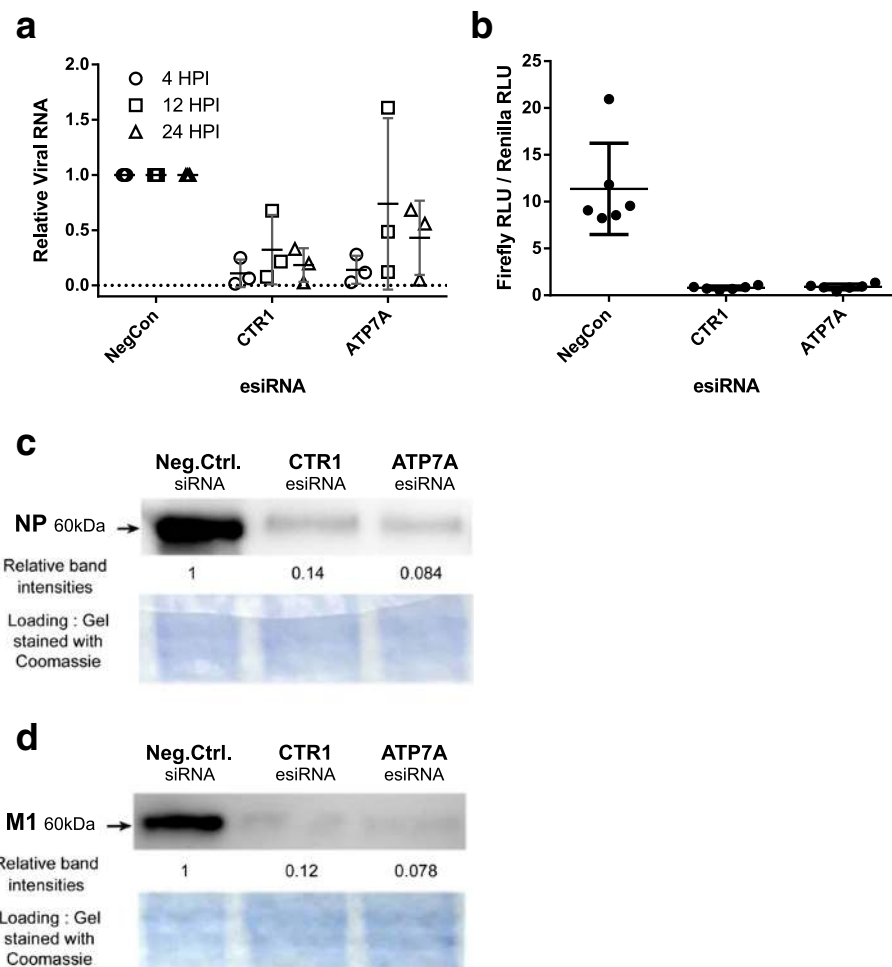 a
2.0
1.5
1.0
0.5
0.0
Relative Viral RNA
4 HPI
12 HPI
24 HPI
NegCon
CTR1
ATP7A
esiRNA
b
25
20
15
10
5
0
Firefly RLU / Renilla RLU
NegCon
CTR1
ATP7A
esiRNA
c
Neg.Ctrl. CTR1 ATP7A
siRNA esiRNA esiRNA
NP 60kDa
Relative band
intensities
1 0.14 0.084
Loading : Gel
stained with
Coomassie
d
Neg.Ctrl. CTR1 ATP7A
siRNA esiRNA esiRNA
M1 60kDa
Relative band
intensities
1 0.12 0.078
Loading : Gel
stained with
Coomassie